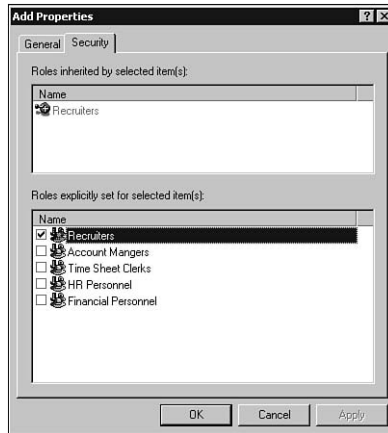 Add Properties
General Security
Roles inherited by selected item(s):
Name
Recruiters
Roles explicitly set for selected item(s):
Name
Recruiters
Account Mangers
Time Sheet Clerks
HR Personnel
Financial Personnel
OK Cancel Apply